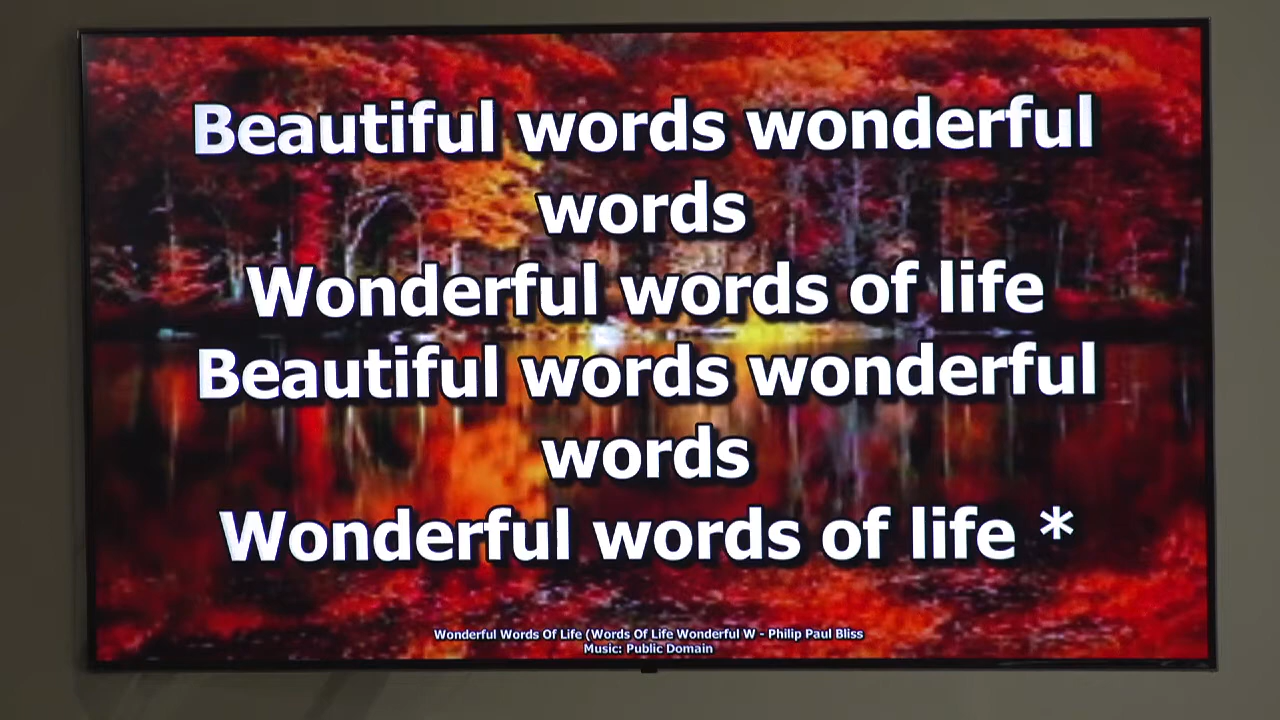 Beautiful words wonderful
words
Wonderful words of life
Beautiful words wonderful
words
Wonderful words of life *
Wonderful Words Of Life (Words Of Life Wonderful W - Philip Paul Bliss
Music: Public Domain